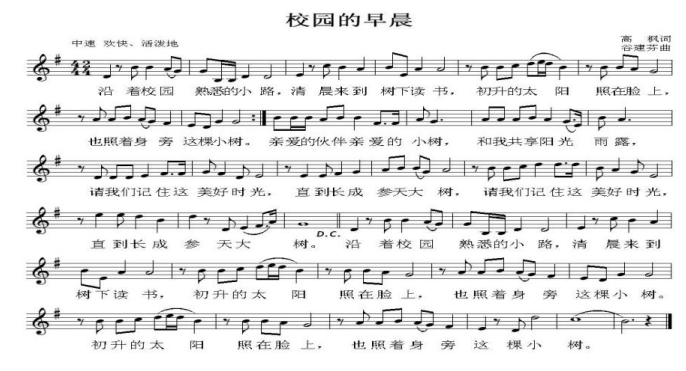 校园的早晨
中速 欢快、活泼地
高 枫词
谷建芬曲
4 2
4 4
沿 着校园 熟悉的小 路，清 晨来到 树下读 书， 初升的太 阳 照在脸 上，
也照着身 旁 这棵小树。亲爱的伙伴亲 爱的 小树， 和我共享阳光 雨露，
请我们记 住这 美好时 光， 直 到长成 参天大 树， 请我们记 住这 美好时 光，
直 到长 成 参 天大 树。 D.C. 沿 着校园 熟悉的小 路，清 晨来到
树 下读 书， 初 升的太 阳 照在脸 上， 也 照着身 旁 这棵小 树。
初 升的太 阳 照在脸 上， 也照着身 旁 这棵小 树。